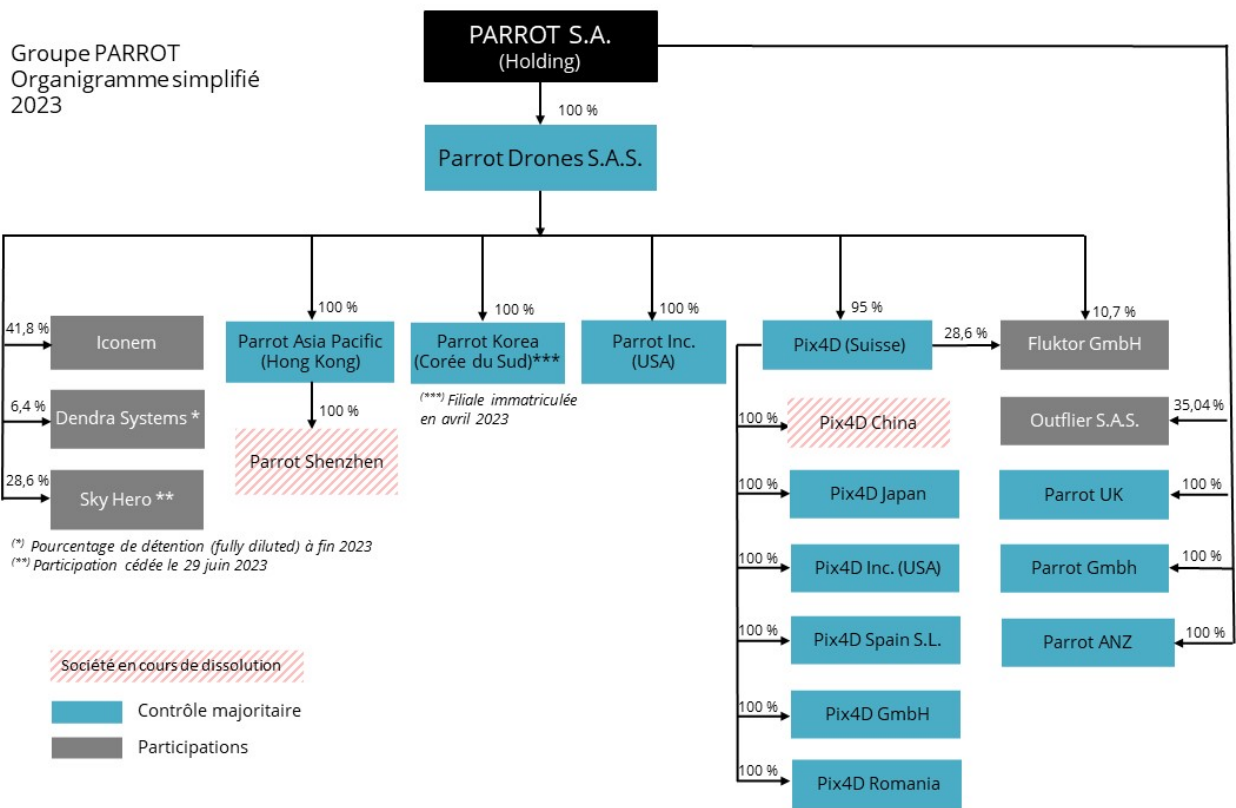 Groupe PARROT
Organigramme simplifié
2023
PARROT S.A.
(Holding)
100 %
Parrot Drones S.A.S.
41,8 %
Iconem
6,4 %
Dendra Systems *
28,6 %
Sky Hero **
(*) Pourcentage de détention (fully diluted) à fin 2023
(**) Participation cédée le 29 juin 2023
100 %
Parrot Asia Pacific
(Hong Kong)
100 %
Parrot Shenzhen
100 %
Parrot Korea
(Corée du Sud)***
(***) Filiale immatriculée
en avril 2023
100 %
Parrot Inc.
(USA)
95 %
Pix4D (Suisse)
28,6 %
100 %
Pix4D China
100 %
Pix4D Japan
100 %
Pix4D Inc. (USA)
100 %
Pix4D Spain S.L.
100 %
Pix4D GmbH
100 %
Pix4D Romania
10,7 %
Fluktor GmbH
Outflier S.A.S.
35,04 %
Parrot UK
100 %
Parrot Gmbh
100 %
Parrot ANZ
100 %
Société en cours de dissolution
Contrôle majoritaire
Participations